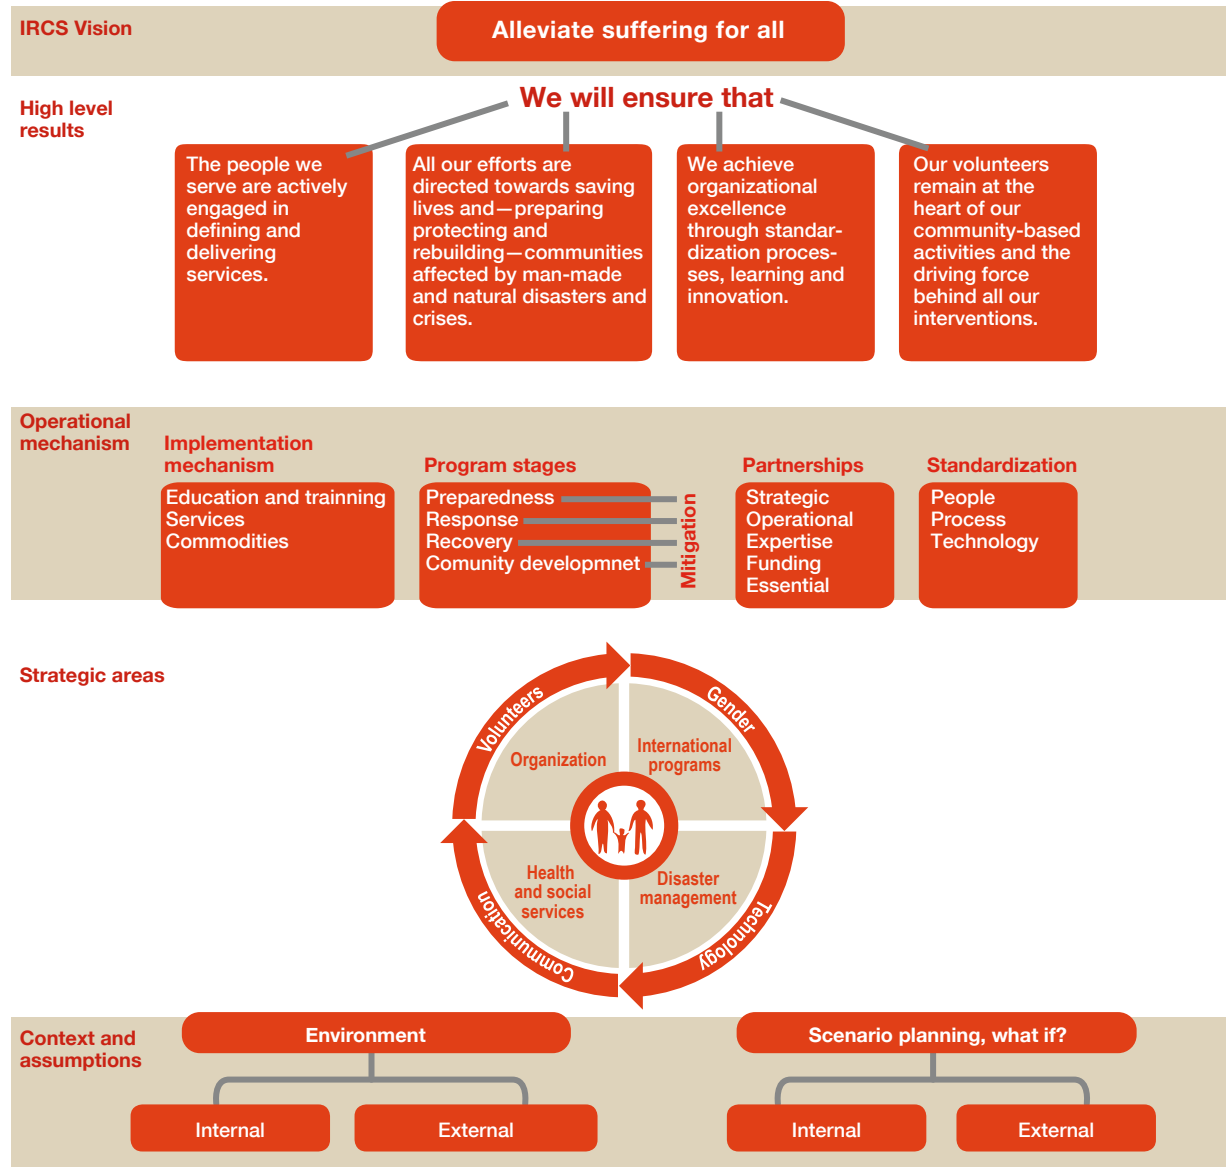 IRCS Vision
Alleviate suffering for all
High level
results
We will ensure that
The people we
serve are actively
engaged in
defining and
delivering
services.
All our efforts are
directed towards saving
lives and—preparing
protecting and
rebuilding—communities
affected by man-made
and natural disasters and
crises.
We achieve
organizational
excellence
through standar-
dization proces-
ses, learning and
innovation.
Our volunteers
remain at the
heart of our
community-based
activities and the
driving force
behind all our
interventions.
Operational
mechanism
Implementation
mechanism
Education and trainning
Services
Commodities
Program stages
Preparedness
Response
Recovery
Comunity developmnet
Mitigation
Partnerships
Strategic
Operational
Expertise
Funding
Essential
Standardization
People
Process
Technology
Strategic areas
Volunteers
Gender
Technology
Communication
Organization
International
programs
Health
and social
services
Disaster
management
Context and
assumptions
Environment
Internal
External
Scenario planning, what if?
Internal
External